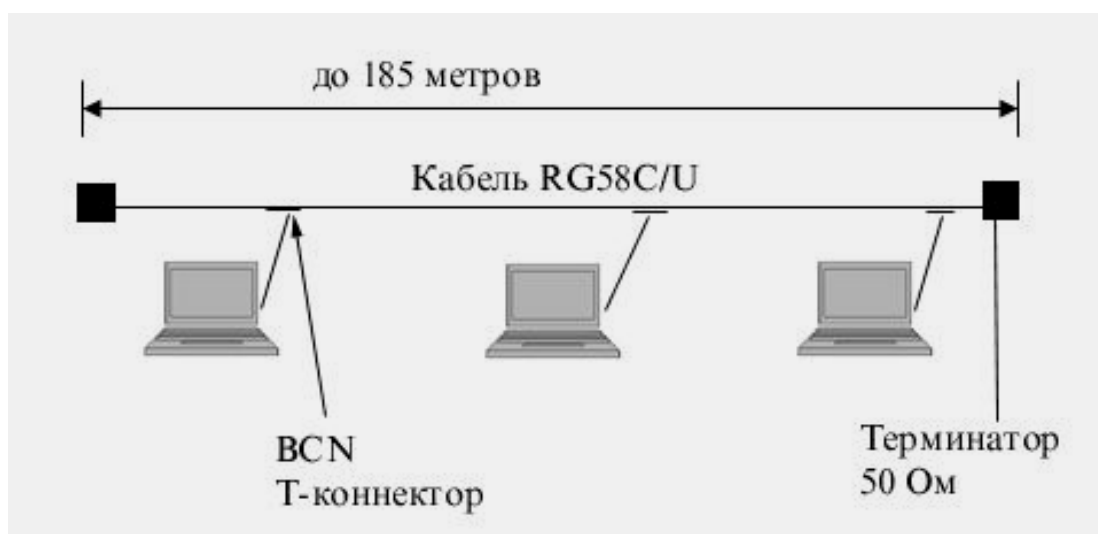 до 185 метров
Кабель RG58C/U
BCN
Т-коннектор
Терминатор
50 Ом